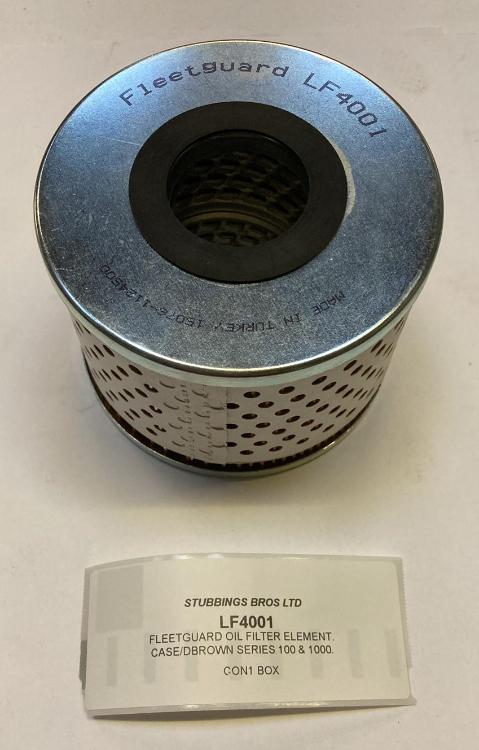 Fleetguard LF4001
MADE IN TURKEY 15076-1124500
STUBBINGS BROS LTD
LF4001
FLEETGUARD OIL FILTER ELEMENT.
CASE/DBROWN SERIES 100 & 1000.
CON1 BOX